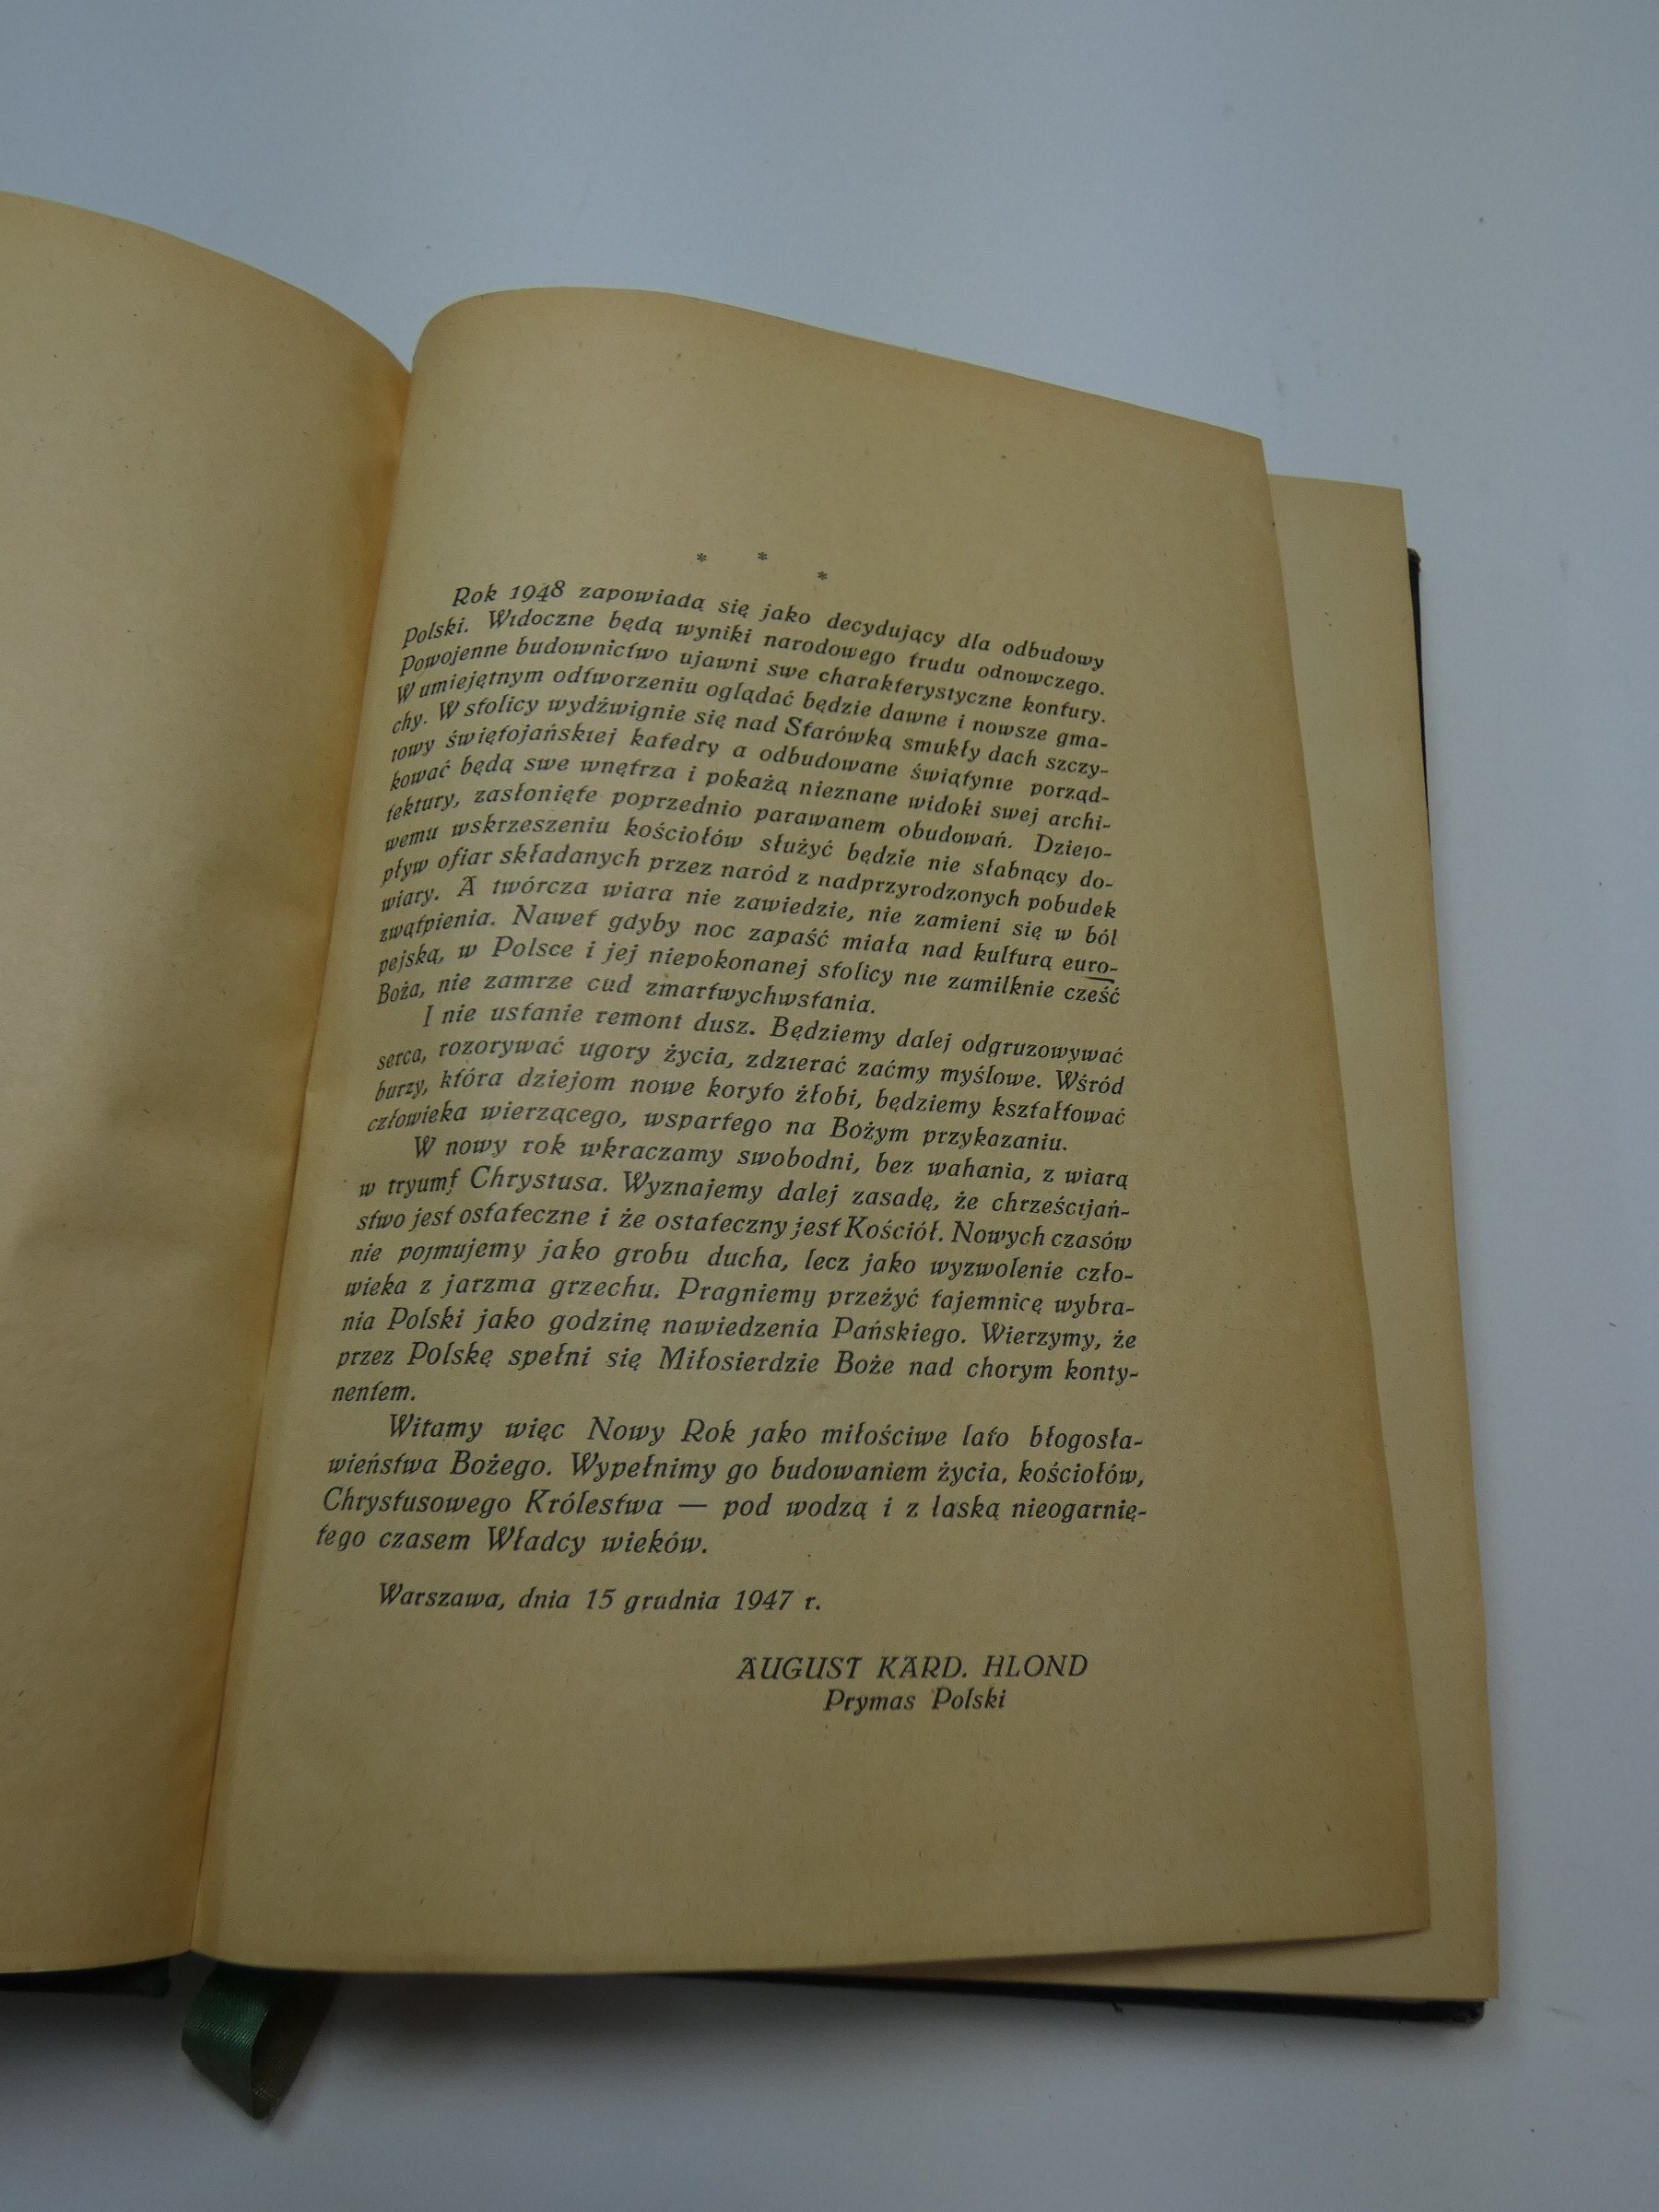 * *
*
Rok 1948 zapowiada się jako decydujący dla odbudowy
Polski. Widoczne będą wyniki narodowego trudu odnowczego.
Powojenne budownictwo ujawni swe charakterystyczne kontury.
W umiejętnym odtworzeniu oglądać będzie dawne i nowsze gma-
chy. W stolicy wydźwignie się nad Starówką smukły dach szczy-
towy świętojańskiej katedry a odbudowane świątynie porząd-
kować będą swe wnętrza i pokażą nieznane widoki swej archi-
tektury, zasłonięte poprzednio parawanem obudowań. Dziejo-
wemu wskrzeszeniu kościołów służyć będzie nie słabnący do-
pływ ofiar składanych przez naród z nadprzyrodzonych pobudek
wiary. A twórcza wiara nie zawiedzie, nie zamieni się w ból
zwątpienia. Nawet gdyby noc zapaść miała nad kulturą euro-
pejską, w Polsce i jej niepokonanej stolicy nie zamilknie cześć
Boża, nie zamrze cud zmartwychwstania.
I nie ustanie remont dusz. Będziemy dalej odgruzowywać
serca, rozorywać ugory życia, zdzierać zaćmy myślowe. Wśród
burzy, która dziejom nowe koryto żłobi, będziemy kształtować
człowieka wierzącego, wspartego na Bożym przykazaniu.
W nowy rok wkraczamy swobodni, bez wahania, z wiarą
w tryumf Chrystusa. Wyznajemy dalej zasadę, że chrześcijań-
stwo jest ostateczne i że ostateczny jest Kościół. Nowych czasów
nie pojmujemy jako grobu ducha, lecz jako wyzwolenie czło-
wieka z jarzma grzechu. Pragniemy przeżyć tajemnicę wybra-
nia Polski jako godzinę nawiedzenia Pańskiego. Wierzymy, że
przez Polskę spełni się Miłosierdzie Boże nad chorym konty-
nentem.
Witamy więc Nowy Rok jako miłościwe lato błogosła-
wieństwa Bożego. Wypełnimy go budowaniem życia, kościołów,
Chrystusowego Królestwa — pod wodzą i z łaską nieogarnię-
tego czasem Władcy wieków.
Warszawa, dnia 15 grudnia 1947 r.
AUGUST KARD. HLOND
Prymas Polski